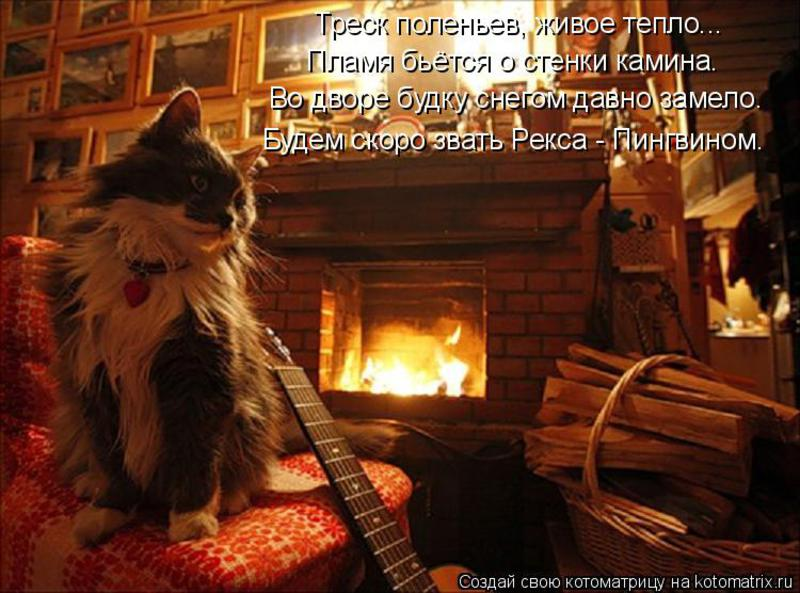 Треск поленьев, живое тепло...
Пламя бьётся о стенки камина.
Во дворе будку снегом давно замело.
Будем скоро звать Рекса - Пингвином.
Создай свою котоматрицу на kotomatrix.ru